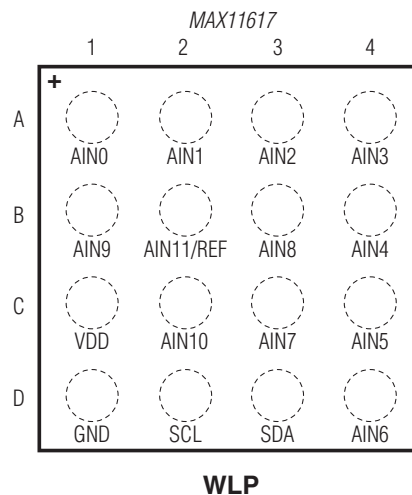 MAX11617
1 2 3 4
+
A
AIN0 AIN1 AIN2 AIN3
B
AIN9 AIN11/REF AIN8 AIN4
C
VDD AIN10 AIN7 AIN5
D
GND SCL SDA AIN6
WLP